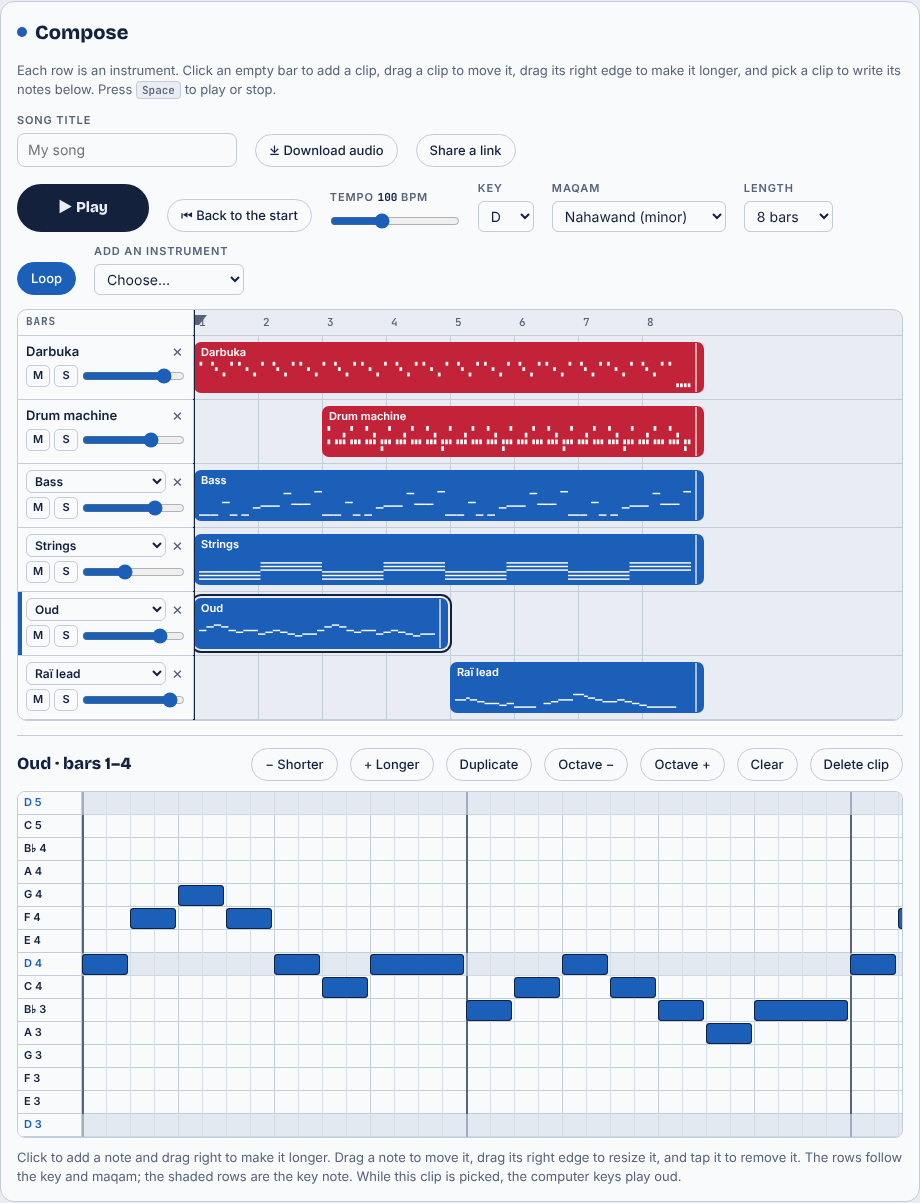 Compose
Each row is an instrument. Click an empty bar to add a clip, drag a clip to move it, drag its right edge to make it longer, and pick a clip to write its
notes below. Press Space to play or stop.
SONG TITLE
My song
Download audio
Share a link
Play
Back to the start
TEMPO 100 BPM
KEY
D
MAQAM
Nahawand (minor)
LENGTH
8 bars
Loop
ADD AN INSTRUMENT
Choose...
BARS
1 2 3 4 5 6 7 8
Darbuka ×
M S
Darbuka
Drum machine ×
M S
Drum machine
Bass ×
M S
Bass
Strings ×
M S
Strings
Oud ×
M S
Oud
Raï lead ×
M S
Raï lead
Oud · bars 1–4
− Shorter
+ Longer
Duplicate
Octave −
Octave +
Clear
Delete clip
D 5
C 5
B♭ 4
A 4
G 4
F 4
E 4
D 4
C 4
B♭ 3
A 3
G 3
F 3
E 3
D 3
Click to add a note and drag right to make it longer. Drag a note to move it, drag its right edge to resize it, and tap it to remove it. The rows follow
the key and maqam; the shaded rows are the key note. While this clip is picked, the computer keys play oud.